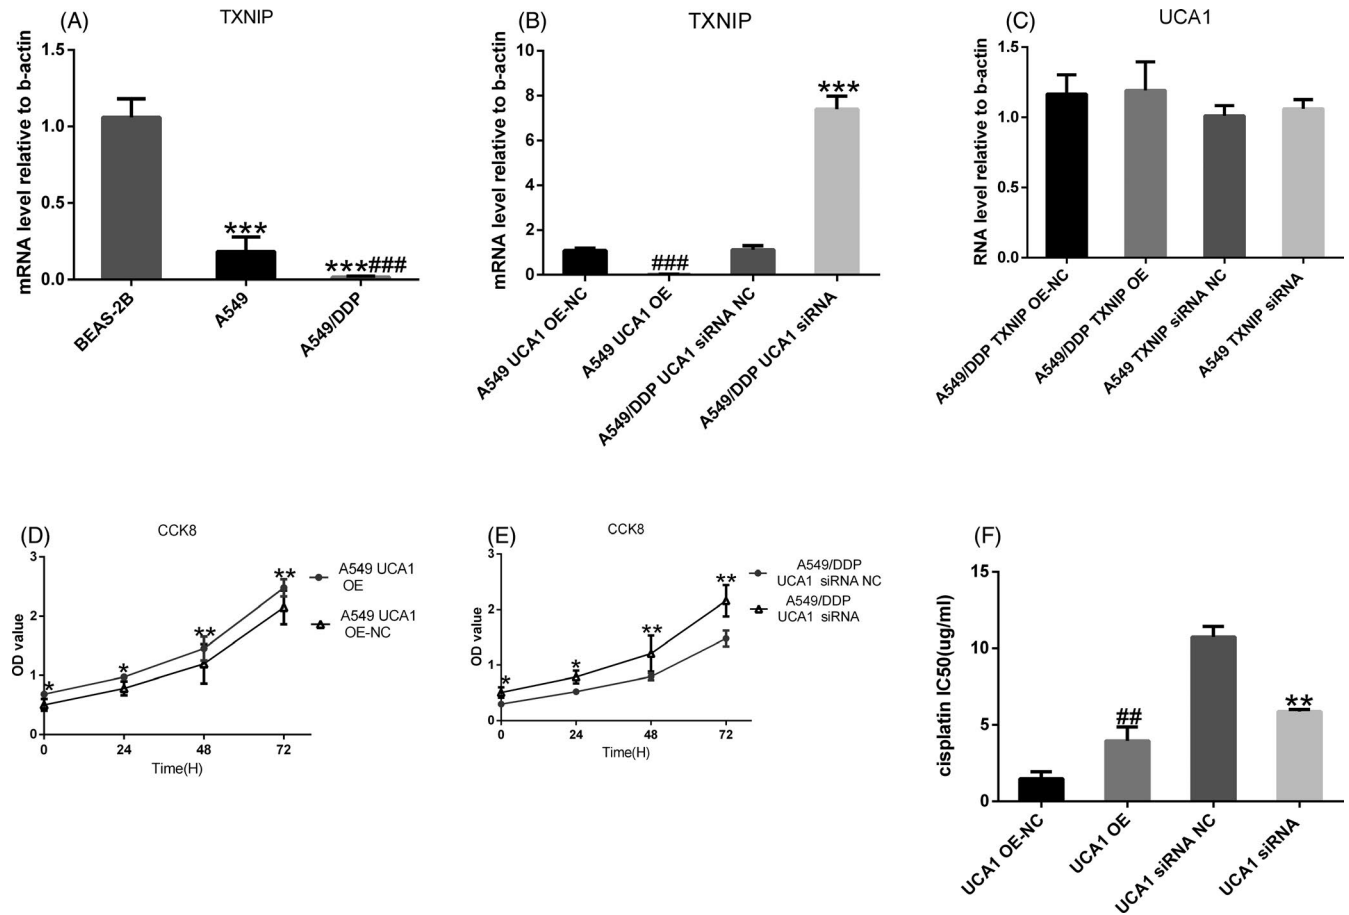 (A)
TXNIP
mRNA level relative to b-actin
1.5
1.0
0.5
0.0
***
***###
BEAS-2B
A549
A549/DDP
(B)
TXNIP
mRNA level relative to b-actin
10
8
6
4
2
0
###
***
A549 UCA1 OE-NC
A549 UCA1 OE
A549/DDP UCA1 siRNA NC
A549/DDP UCA1 siRNA
(C)
UCA1
RNA level relative to b-actin
1.5
1.0
0.5
0.0
A549/DDP TXNIP OE-NC
A549/DDP TXNIP OE
A549 TXNIP siRNA NC
A549 TXNIP siRNA
(D)
CCK8
OD value
3
2
1
0
*
*
**
**
0
24
48
72
Time(H)
A549 UCA1
OE
A549 UCA1
OE-NC
(E)
CCK8
OD value
3
2
1
0
*
*
**
**
0
24
48
72
Time(H)
A549/DDP
UCA1 siRNA NC
A549/DDP
UCA1 siRNA
(F)
cisplatin IC50(ug/ml)
15
10
5
0
##
**
UCA1 OE-NC
UCA1 OE
UCA1 siRNA NC
UCA1 siRNA